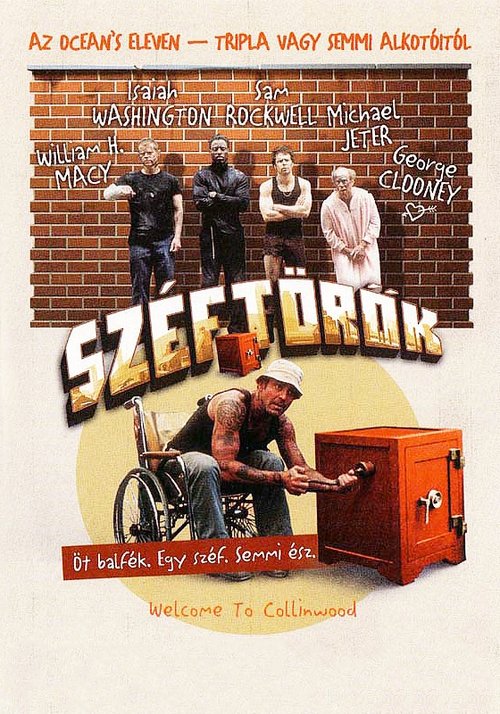 AZ OCEAN'S ELEVEN — TRIPLA VAGY SEMMI ALKOTÓITÓL
Isaiah
WASHINGTON
Sam
ROCKWELL
Michael
JETER
William H.
MACY
George
CLOONEY
SZÉFTÖRŐK
Öt balfék. Egy széf. Semmi ész.
Welcome To Collinwood